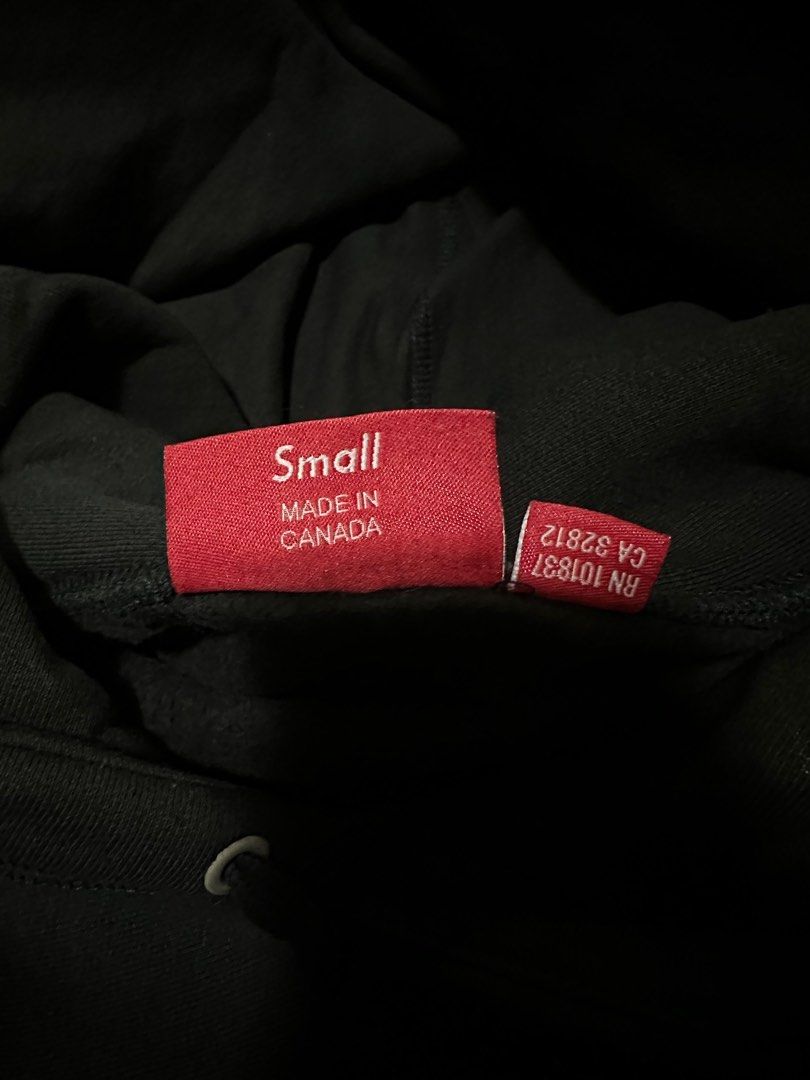 Small
MADE IN
CANADA
RN 101837
CA 32812